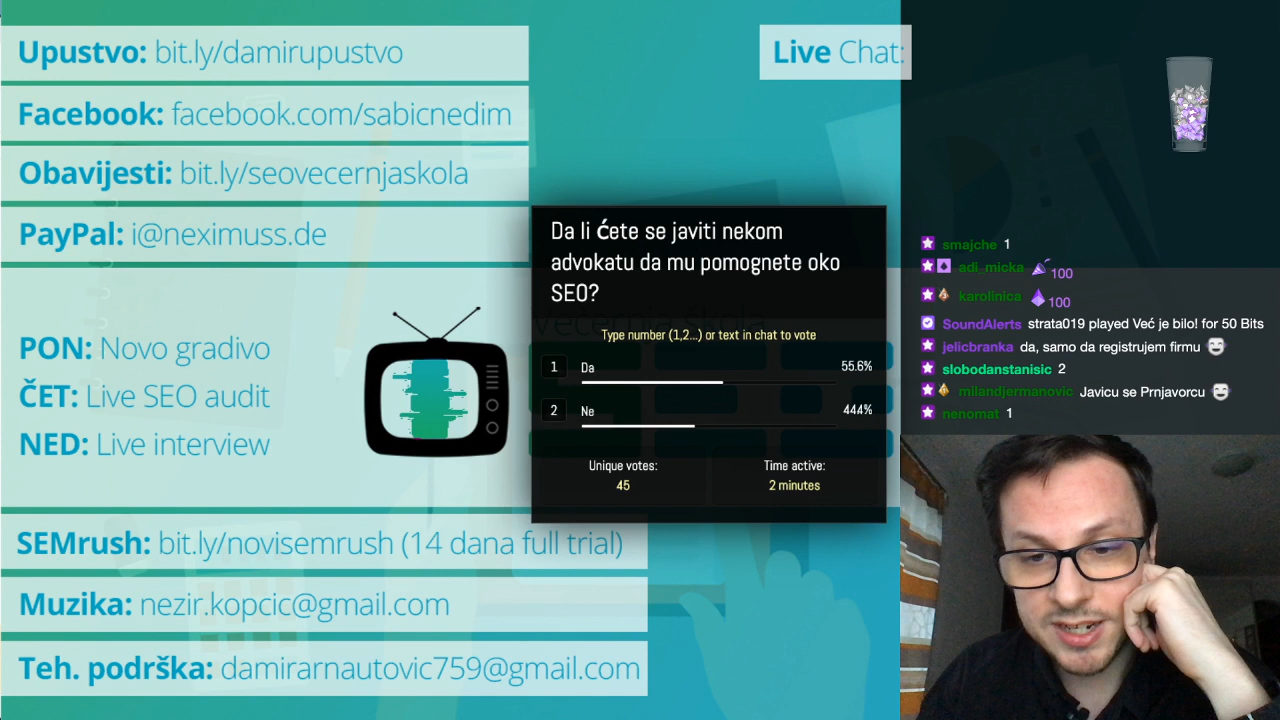 Upustvo: bit.ly/damirupustvo
Facebook: facebook.com/sabicnedim
Obavijesti: bit.ly/seovecernjaskola
PayPal: i@neximuss.de
PON: Novo gradivo
ČET: Live SEO audit
NED: Live interview
SEMrush: bit.ly/novisemrush (14 dana full trial)
Muzika: nezir.kopcic@gmail.com
Teh. podrška: damirarnautovic759@gmail.com
Da li ćete se javiti nekom
advokatu da mu pomognete oko
SEO?
Večernja škola
Type number (1,2...) or text in chat to vote
1 Da 55.6%
2 Ne 44.4%
Unique votes: Time active:
45 2 minutes
Live Chat:
smajche 1
adi_micka 100
karolinica 100
SoundAlerts strata019 played Već je bilo! for 50 Bits
jelicbranka da, samo da registrujem firmu
slobodanstanisic 2
milandjermanovic Javicu se Prnjavorcu
nenomat 1